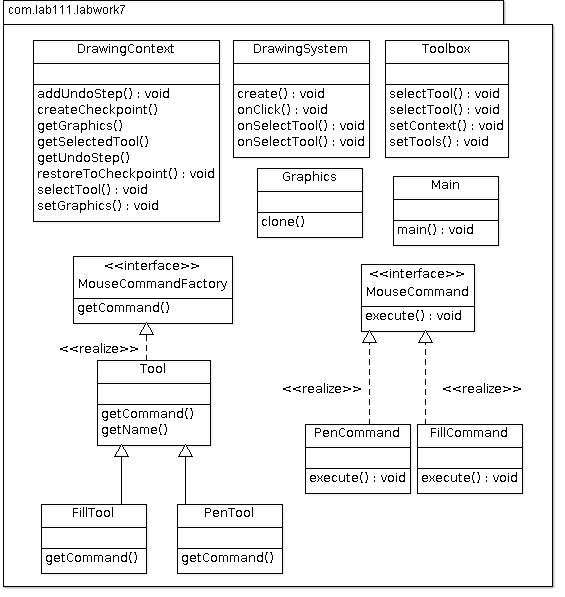 com.lab111.labwork7
DrawingContext
addUndoStep() : void
createCheckpoint()
getGraphics()
getSelectedTool()
getUndoStep()
restoreToCheckpoint() : void
selectTool() : void
setGraphics() : void
DrawingSystem
create() : void
onClick() : void
onSelectTool() : void
onSelectTool() : void
Toolbox
selectTool() : void
selectTool() : void
setContext() : void
setTools() : void
Graphics
clone()
Main
main() : void
<<interface>>
MouseCommandFactory
getCommand()
<<interface>>
MouseCommand
execute() : void
<<realize>>
Tool
getCommand()
getName()
<<realize>>
<<realize>>
PenCommand
execute() : void
FillCommand
execute() : void
FillTool
getCommand()
PenTool
getCommand()